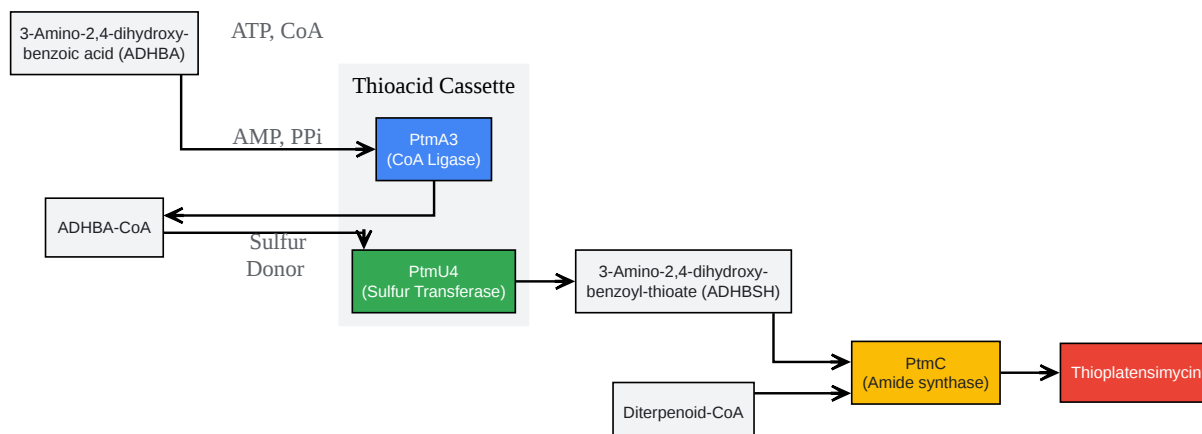 3-Amino-2,4-dihydroxy-
benzoic acid (ADHBA)
ATP, CoA
Thioacid Cassette
AMP, PPi
PtmA3
(CoA Ligase)
ADHBA-CoA
Sulfur
Donor
PtmU4
(Sulfur Transferase)
3-Amino-2,4-dihydroxy-
benzoyl-thioate (ADHBSH)
PtmC
(Amide synthase)
Thioplatensimycin
Diterpenoid-CoA